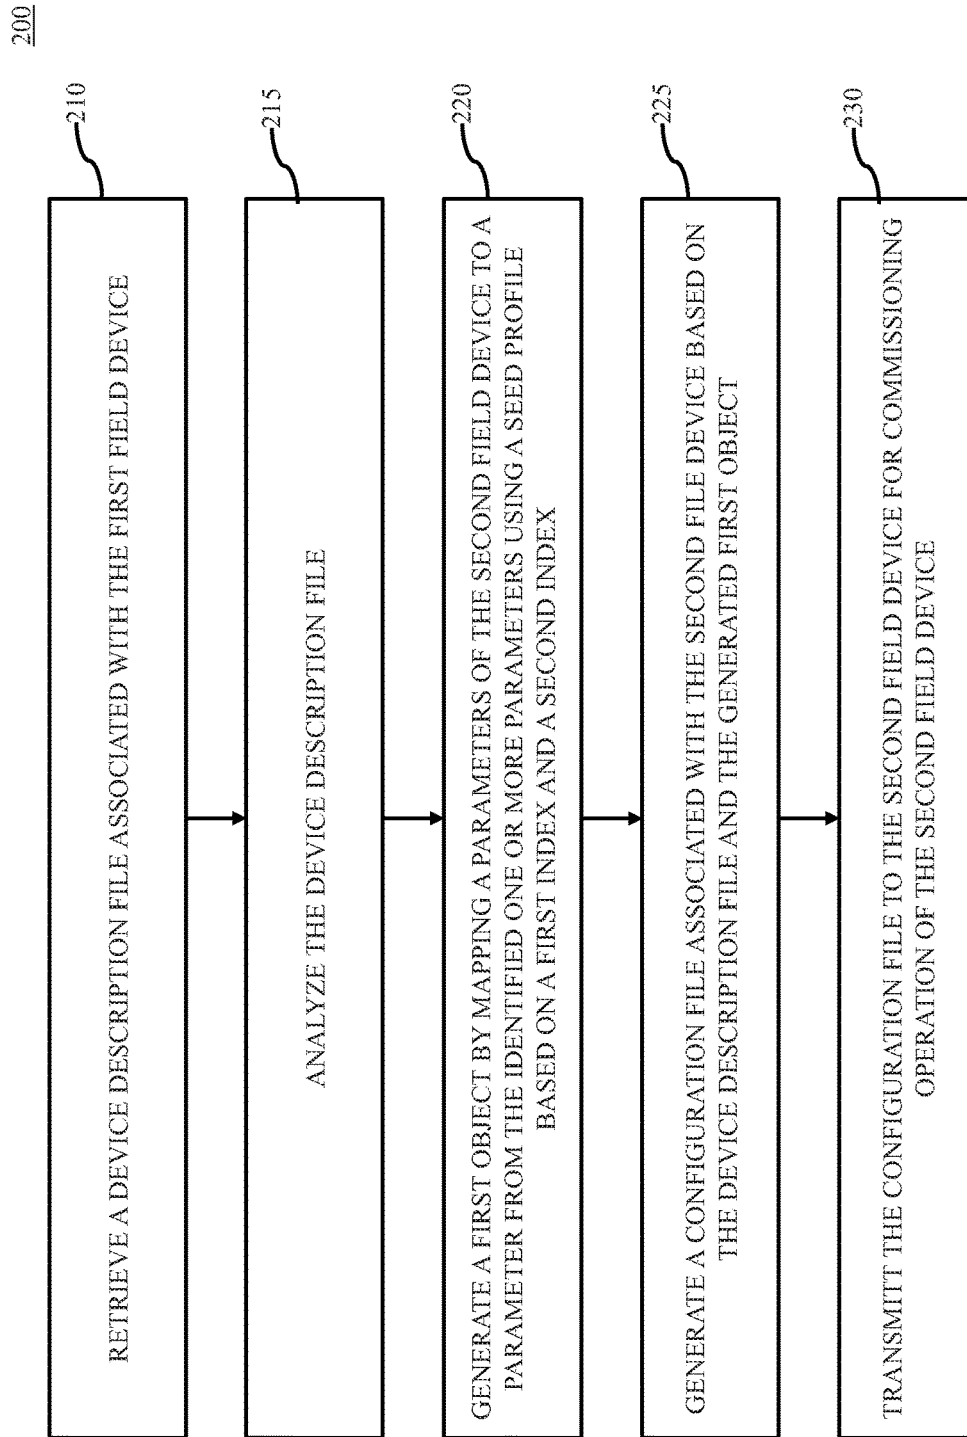 200
210
RETRIEVE A DEVICE DESCRIPTION FILE ASSOCIATED WITH THE FIRST FIELD DEVICE
215
ANALYZE THE DEVICE DESCRIPTION FILE
220
GENERATE A FIRST OBJECT BY MAPPING A PARAMETERS OF THE SECOND FIELD DEVICE TO A
PARAMETER FROM THE IDENTIFIED ONE OR MORE PARAMETERS USING A SEED PROFILE
BASED ON A FIRST INDEX AND A SECOND INDEX
225
GENERATE A CONFIGURATION FILE ASSOCIATED WITH THE SECOND FILE DEVICE BASED ON
THE DEVICE DESCRIPTION FILE AND THE GENERATED FIRST OBJECT
230
TRANSMITT THE CONFIGURATION FILE TO THE SECOND FIELD DEVICE FOR COMMISSIONING
OPERATION OF THE SECOND FIELD DEVICE